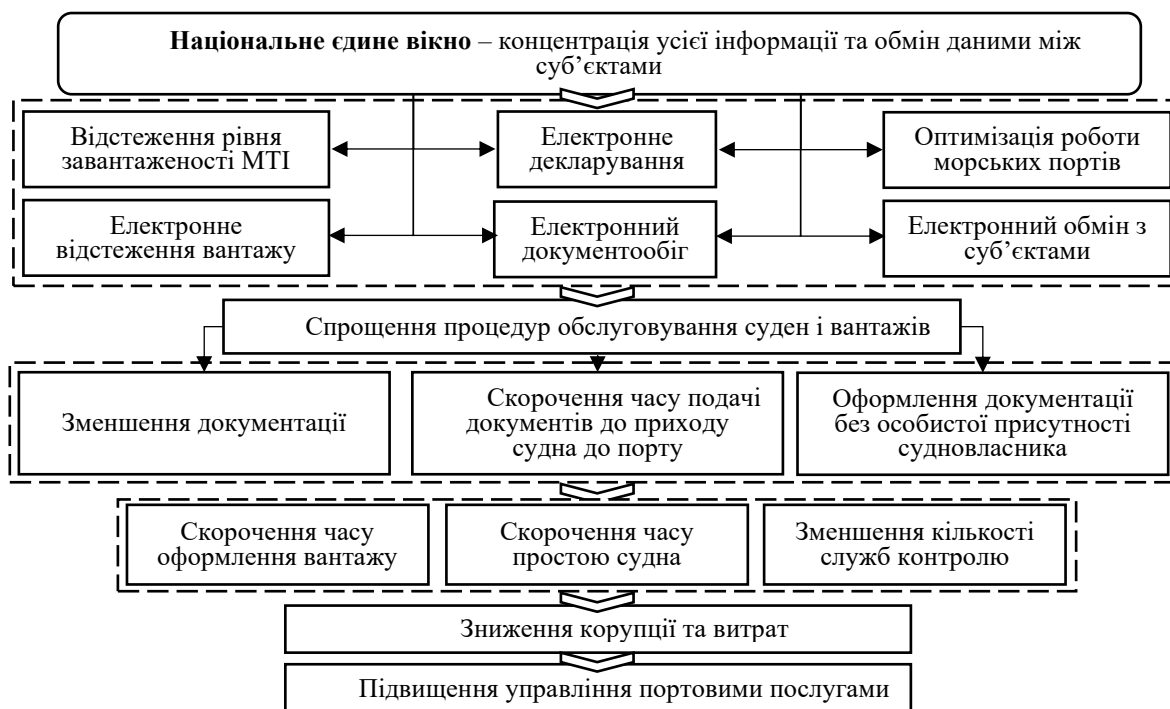 Національне єдине вікно – концентрація усієї інформації та обмін даними між
суб’єктами
Відстеження рівня
завантаженості МТІ
Електронне
декларування
Оптимізація роботи
морських портів
Електронне
відстеження вантажу
Електронний
документообіг
Електронний обмін з
суб’єктами
Спрощення процедур обслуговування суден і вантажів
Зменшення документації
Скорочення часу подачі
документів до приходу
судна до порту
Оформлення документації
без особистої присутності
судновласника
Скорочення часу
оформлення вантажу
Скорочення часу
простою судна
Зменшення кількості
служб контролю
Зниження корупції та витрат
Підвищення управління портовими послугами